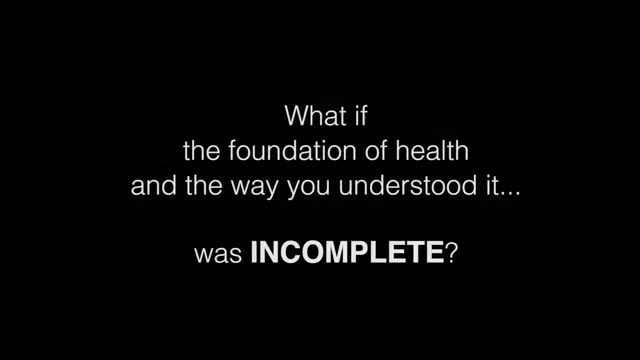 What if
the foundation of health
and the way you understood it...
was INCOMPLETE?